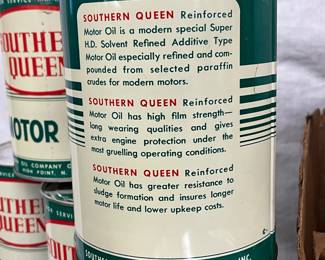 SOUTHERN QUEEN Reinforced
Motor Oil is a modern special Super
H.D. Solvent Refined Additive Type
Motor Oil especially refined and com-
pounded from selected paraffin
crudes for modern motors.
SOUTHERN QUEEN Reinforced
Motor Oil has high film strength—
long wearing qualities and gives
extra engine protection under the
most gruelling operating conditions.
SOUTHERN QUEEN Reinforced
Motor Oil has greater resistance to
sludge formation and insures longer
motor life and lower upkeep costs.
SOUTHE
QUEEN
MOTOR
OIL COMPANY
HIGH POINT, N.